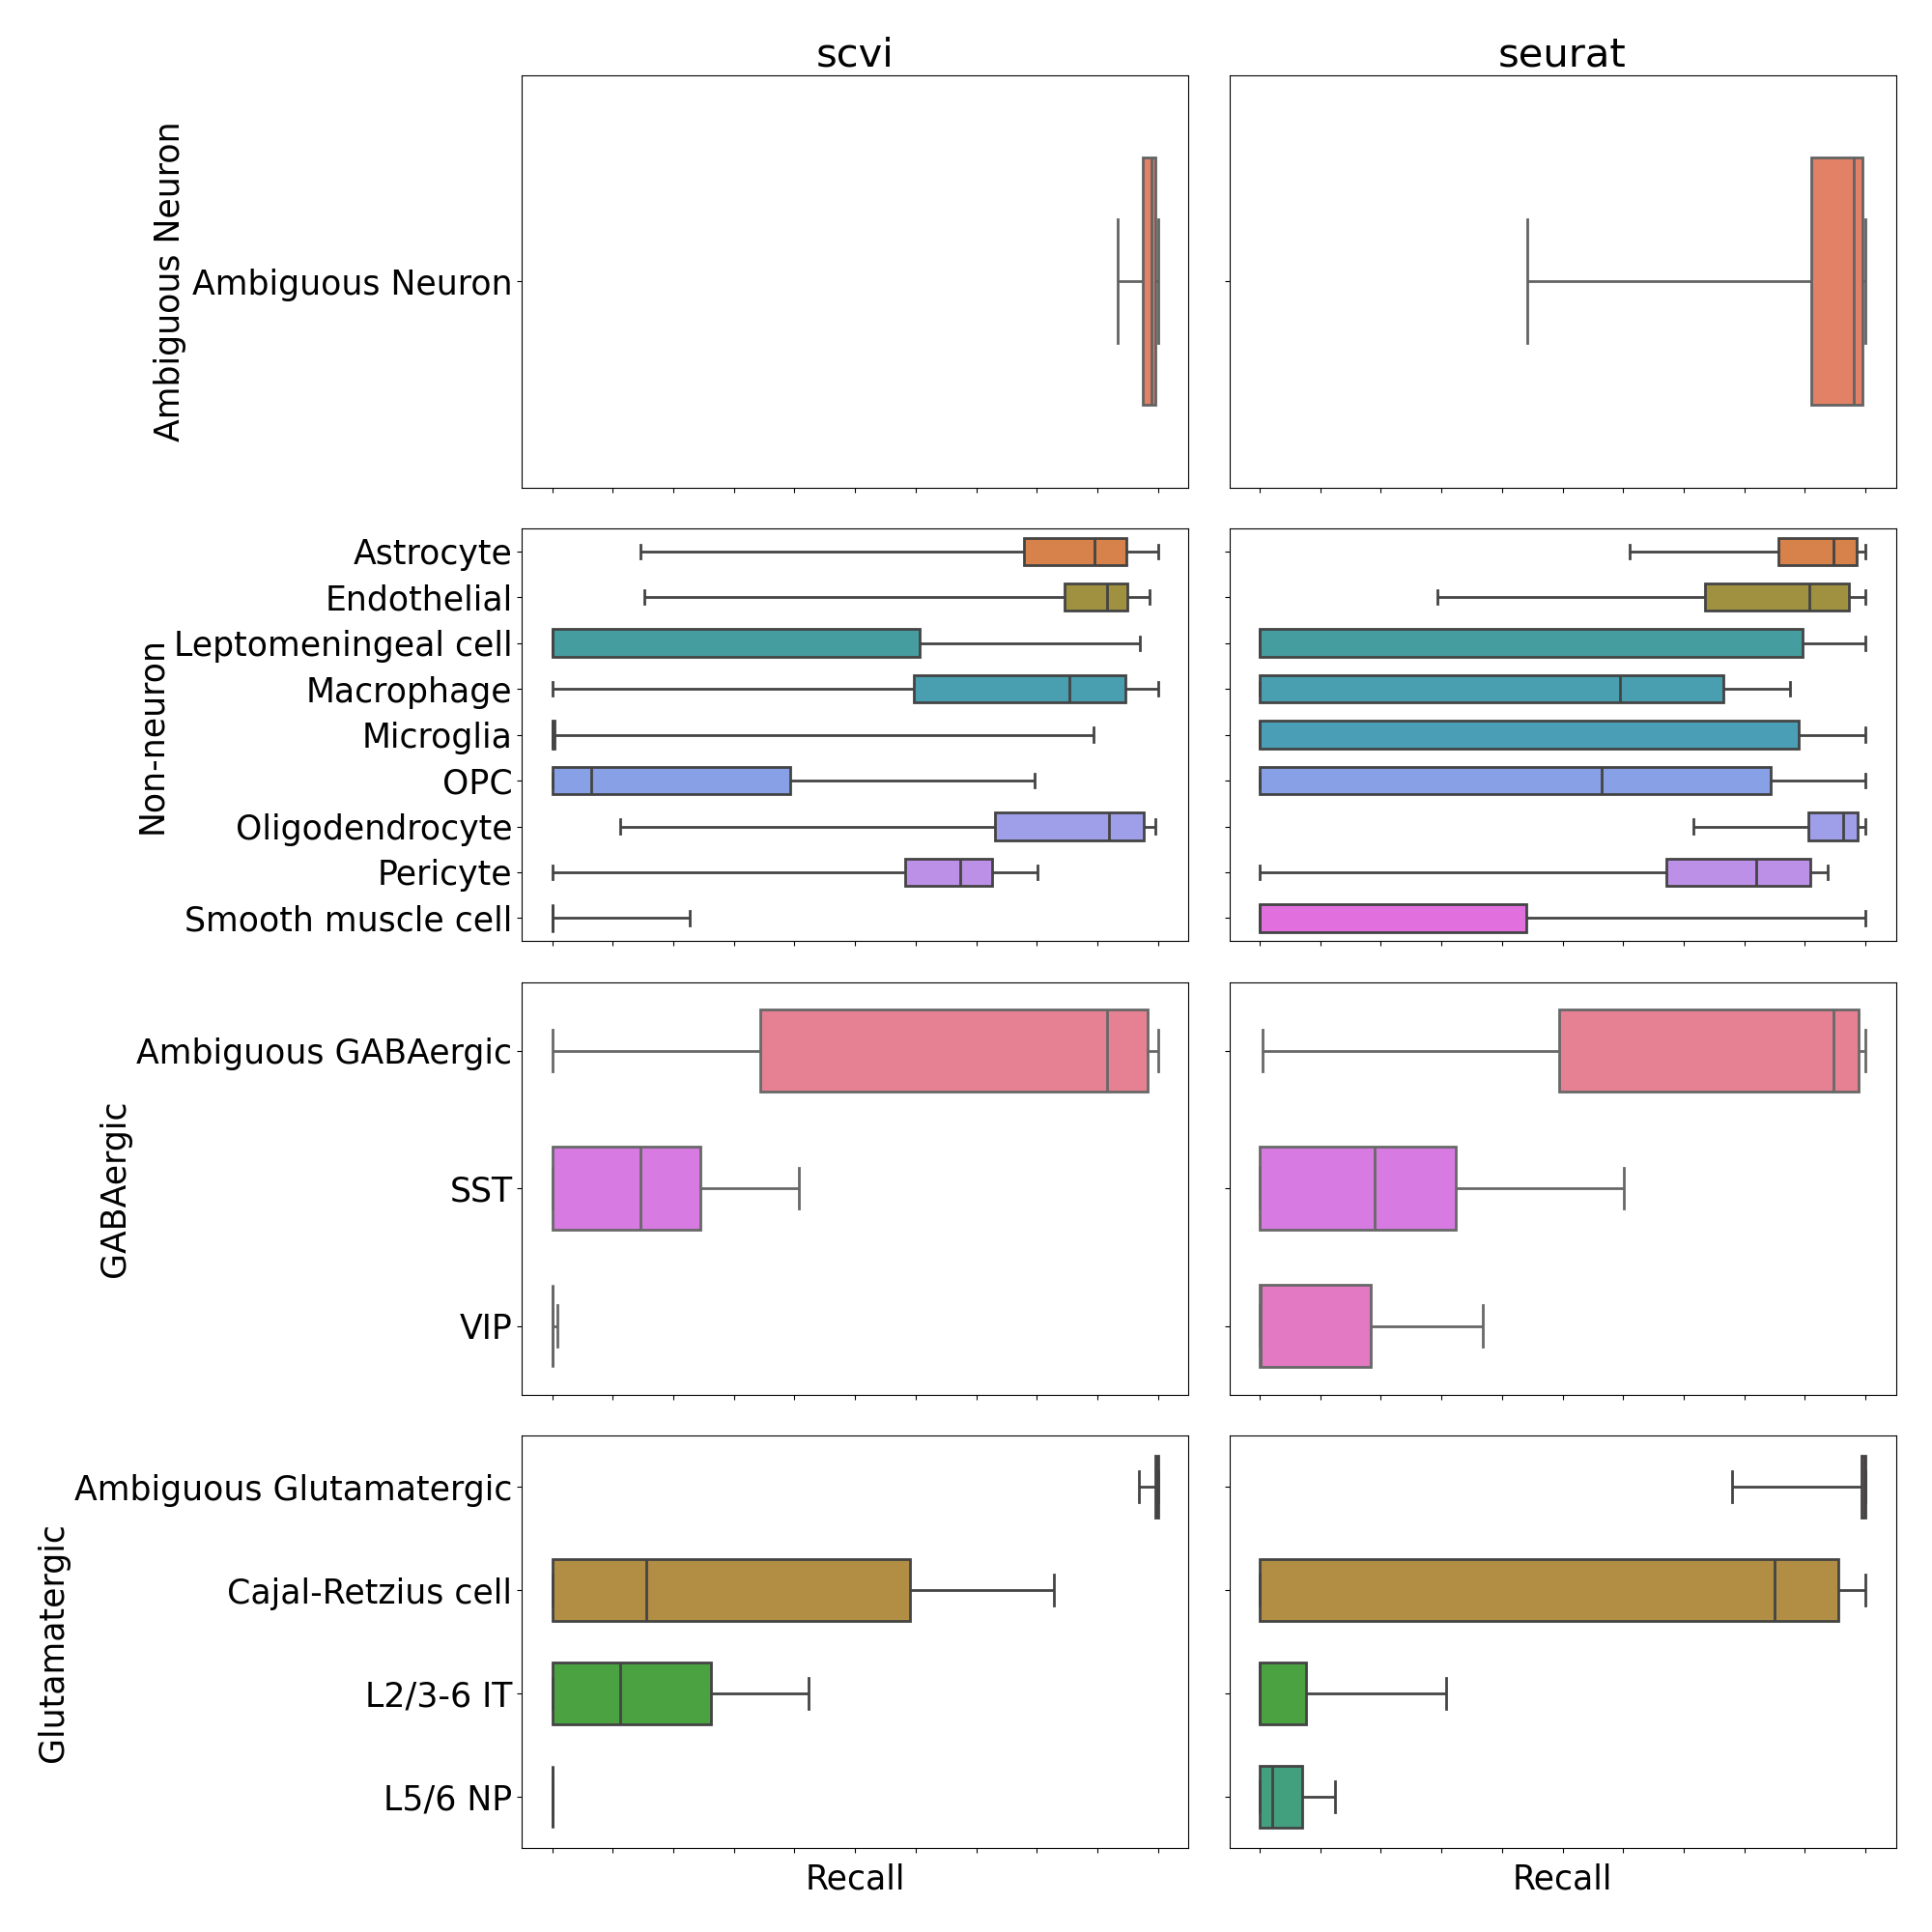 scvi
seurat
Ambiguous Neuron
Ambiguous Neuron
Non-neuron
Astrocyte
Endothelial
Leptomeningeal cell
Macrophage
Microglia
OPC
Oligodendrocyte
Pericyte
Smooth muscle cell
GABAergic
Ambiguous GABAergic
SST
VIP
Glutamatergic
Ambiguous Glutamatergic
Cajal-Retzius cell
L2/3-6 IT
L5/6 NP
Recall
Recall